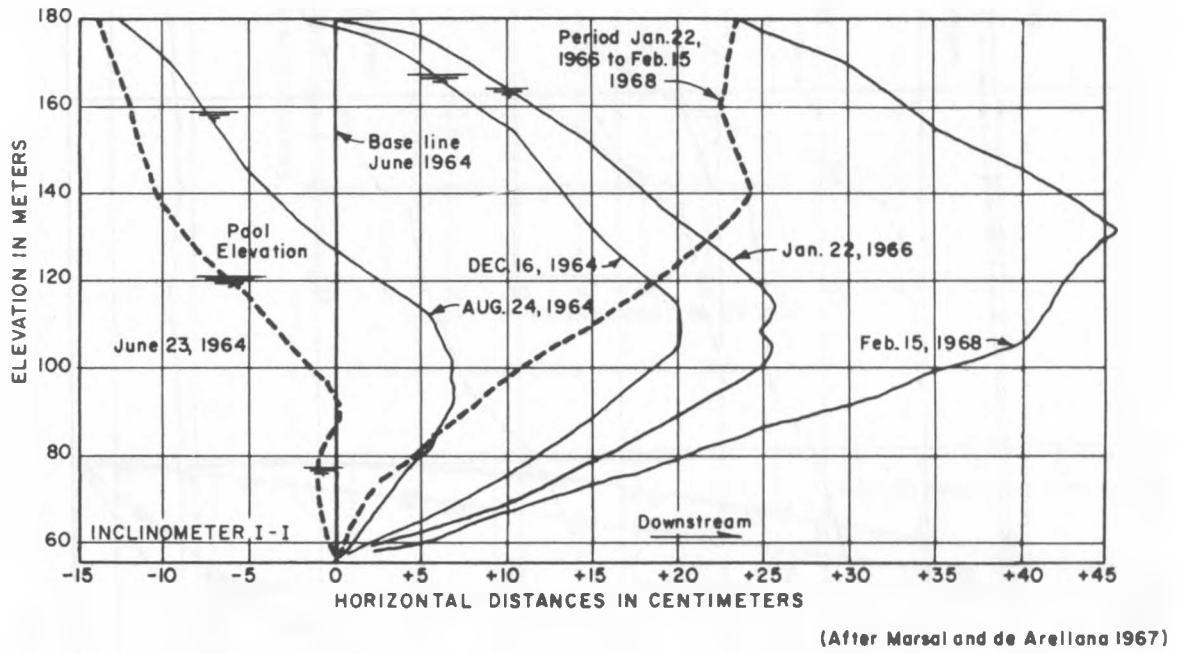 180
160
140
120
100
80
60
ELEVATION IN METERS
Period Jan.22,
1966 to Feb.15
1968
Base line
June 1964
Pool
Elevation
DEC.16, 1964
Jan. 22, 1966
AUG. 24, 1964
June 23, 1964
Feb. 15, 1968
INCLINOMETER I-I
Downstream
-15 -10 -5 0 +5 +10 +15 +20 +25 +30 +35 +40 +45
HORIZONTAL DISTANCES IN CENTIMETERS
(After Marsal and de Arellana 1967)